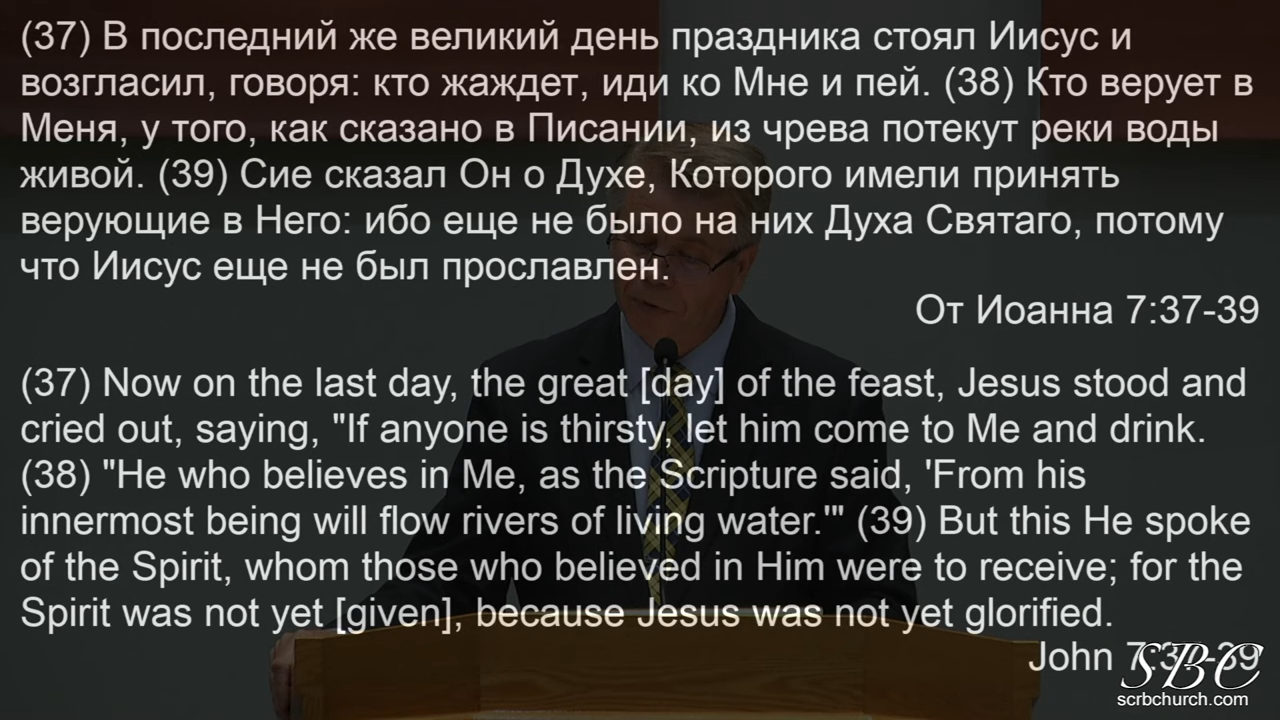 (37) В последний же великий день праздника стоял Иисус и
возгласил, говоря: кто жаждет, иди ко Мне и пей. (38) Кто верует в
Меня, у того, как сказано в Писании, из чрева потекут реки воды
живой. (39) Сие сказал Он о Духе, Которого имели принять
верующие в Него: ибо еще не было на них Духа Святаго, потому
что Иисус еще не был прославлен.
От Иоанна 7:37-39
(37) Now on the last day, the great [day] of the feast, Jesus stood and
cried out, saying, "If anyone is thirsty, let him come to Me and drink.
(38) "He who believes in Me, as the Scripture said, 'From his
innermost being will flow rivers of living water.'" (39) But this He spoke
of the Spirit, whom those who believed in Him were to receive; for the
Spirit was not yet [given], because Jesus was not yet glorified.
John 7:37-39
SBC
scrbchurch.com